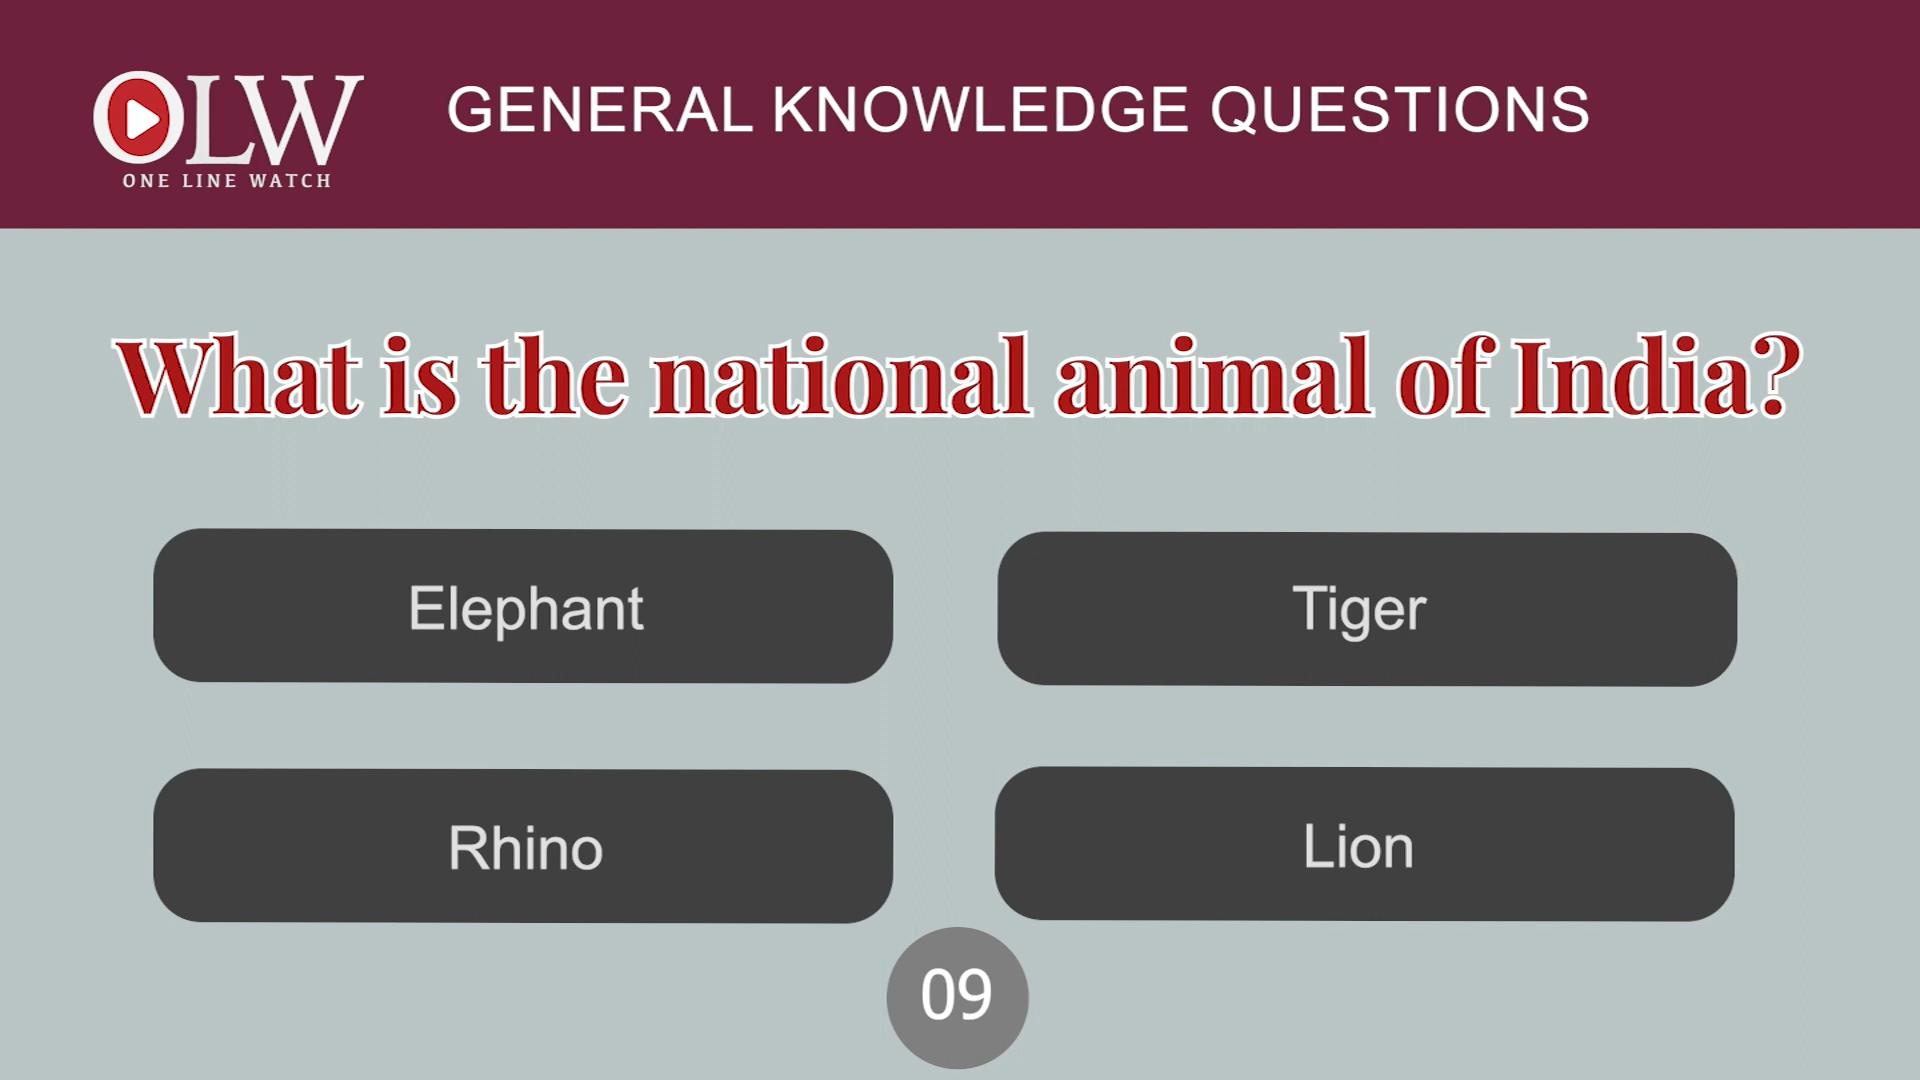 OLW
ONE LINE WATCH
GENERAL KNOWLEDGE QUESTIONS
What is the national animal of India?
Elephant
Tiger
Rhino
Lion
09